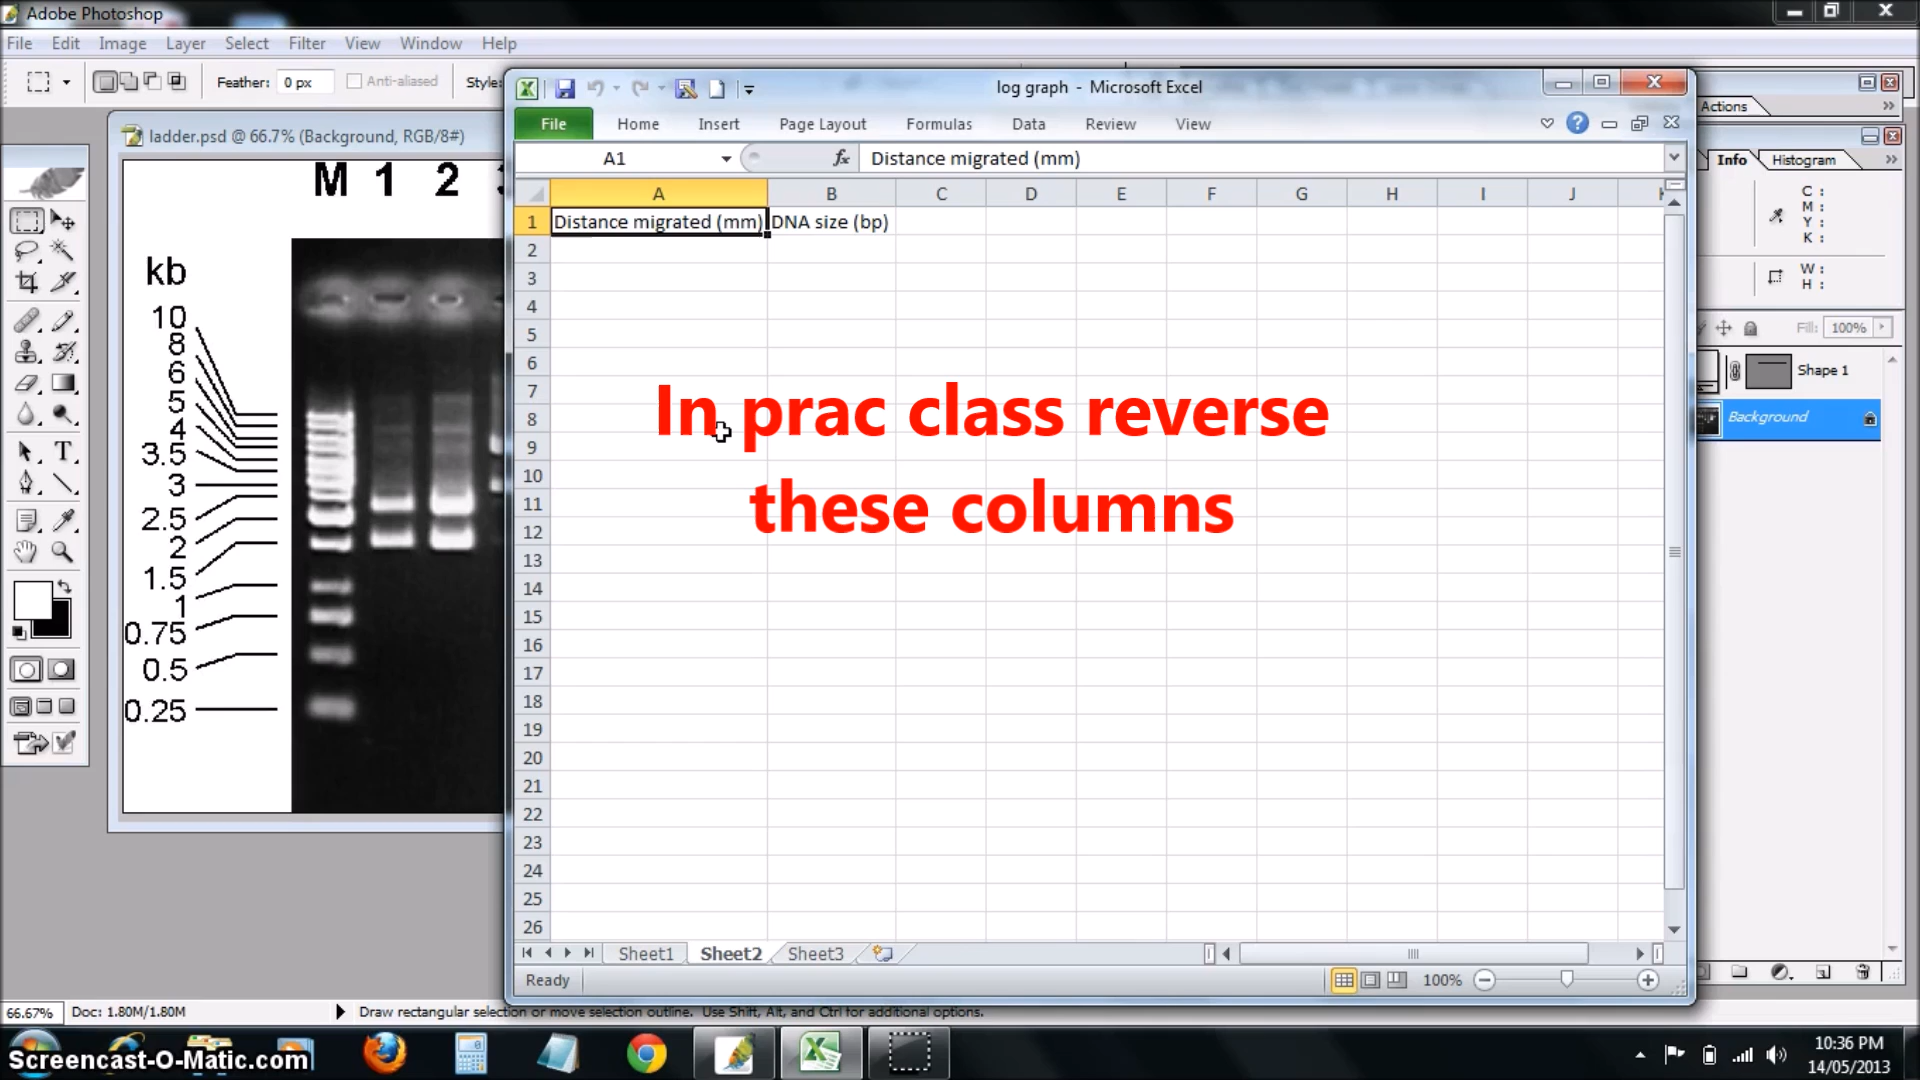 Adobe Photoshop
File Edit Image Layer Select Filter View Window Help
Feather: 0 px Anti-aliased Style:
ladder.psd @ 66.7% (Background, RGB/8#)
M 1 2
kb
10
8
6
5
4
3.5
3
2.5
2
1.5
1
0.75
0.5
0.25
log graph - Microsoft Excel
File Home Insert Page Layout Formulas Data Review View
A1 fx Distance migrated (mm)
A B C D E F G H I J
1 Distance migrated (mm) DNA size (bp)
2
3
4
5
6
7
8
9
10
11
12
13
14
15
16
17
18
19
20
21
22
23
24
25
26
In prac class reverse
these columns
Sheet1 Sheet2 Sheet3
Ready 100%
Actions
Info Histogram
C :
M :
Y :
K :
W :
H :
Fill: 100%
Shape 1
Background
66.67% Doc: 1.80M/1.80M Draw rectangular selection or move selection outline. Use Shift, Alt, and Ctrl for additional options.
Screencast-O-Matic.com
10:36 PM
14/05/2013